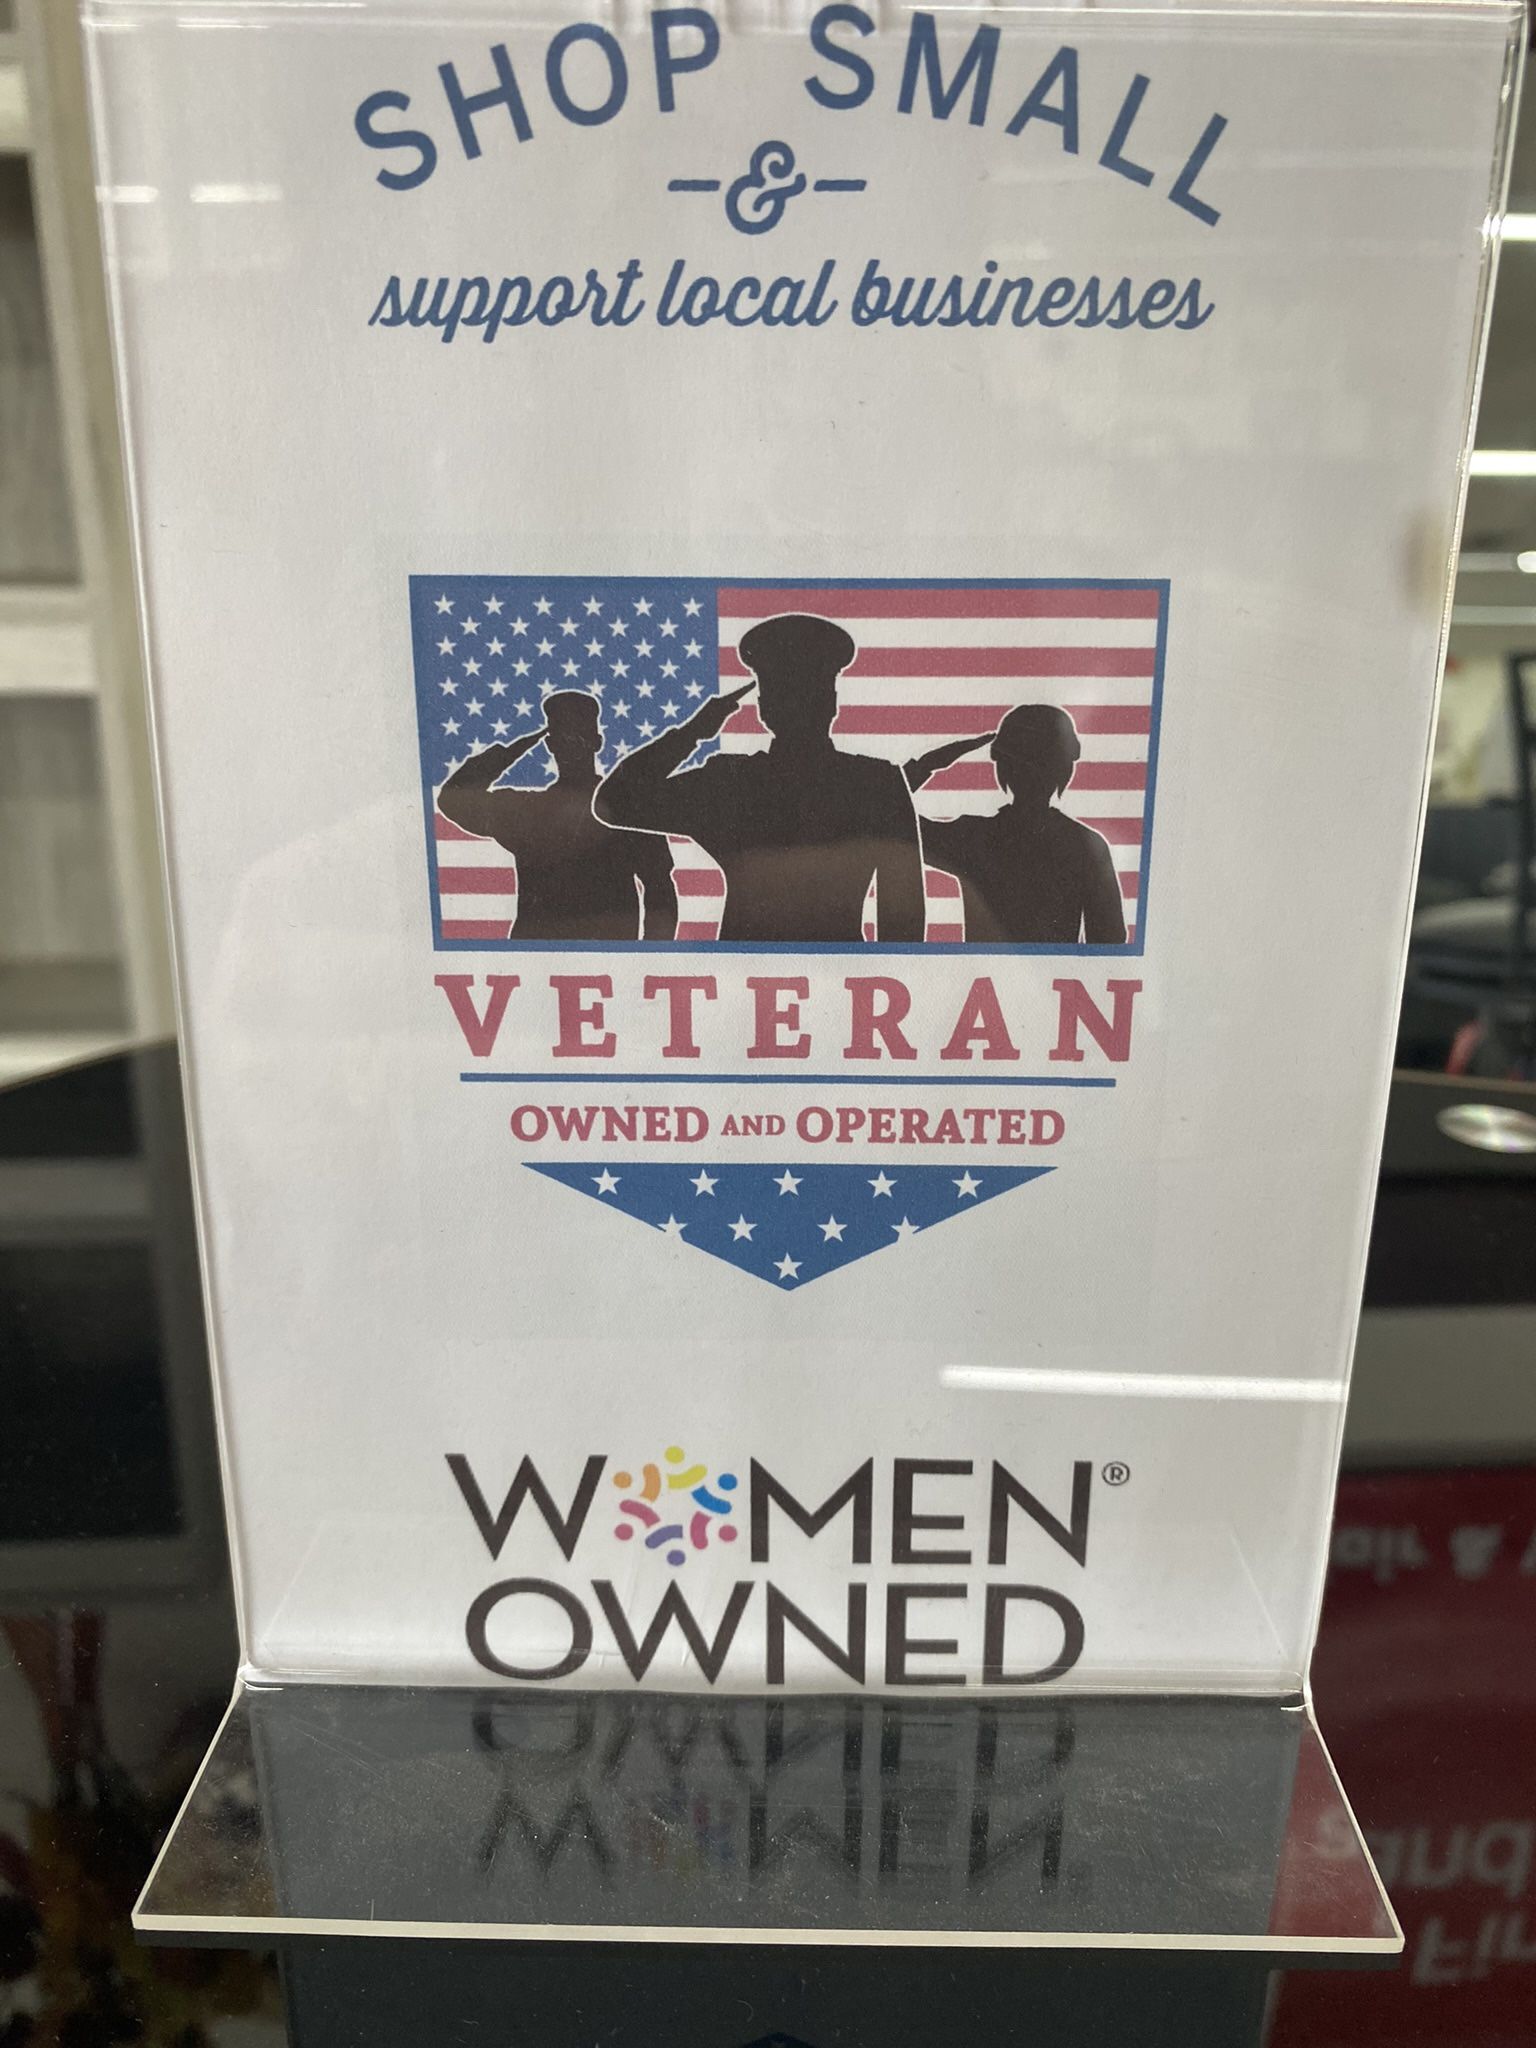 SHOP SMALL
&
support local businesses
VETERAN
OWNED AND OPERATED
WOMEN®
OWNED